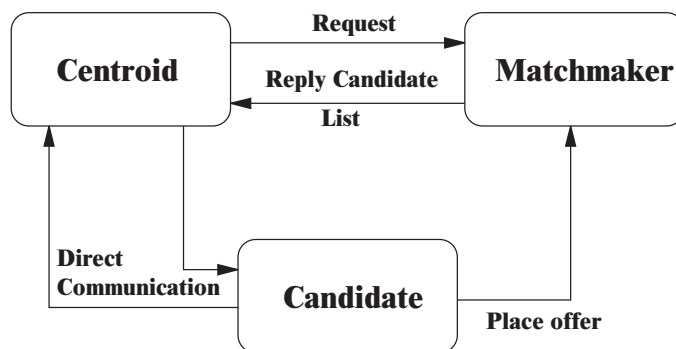 Request
Centroid
Matchmaker
Reply Candidate
List
Direct
Communication
Candidate
Place offer